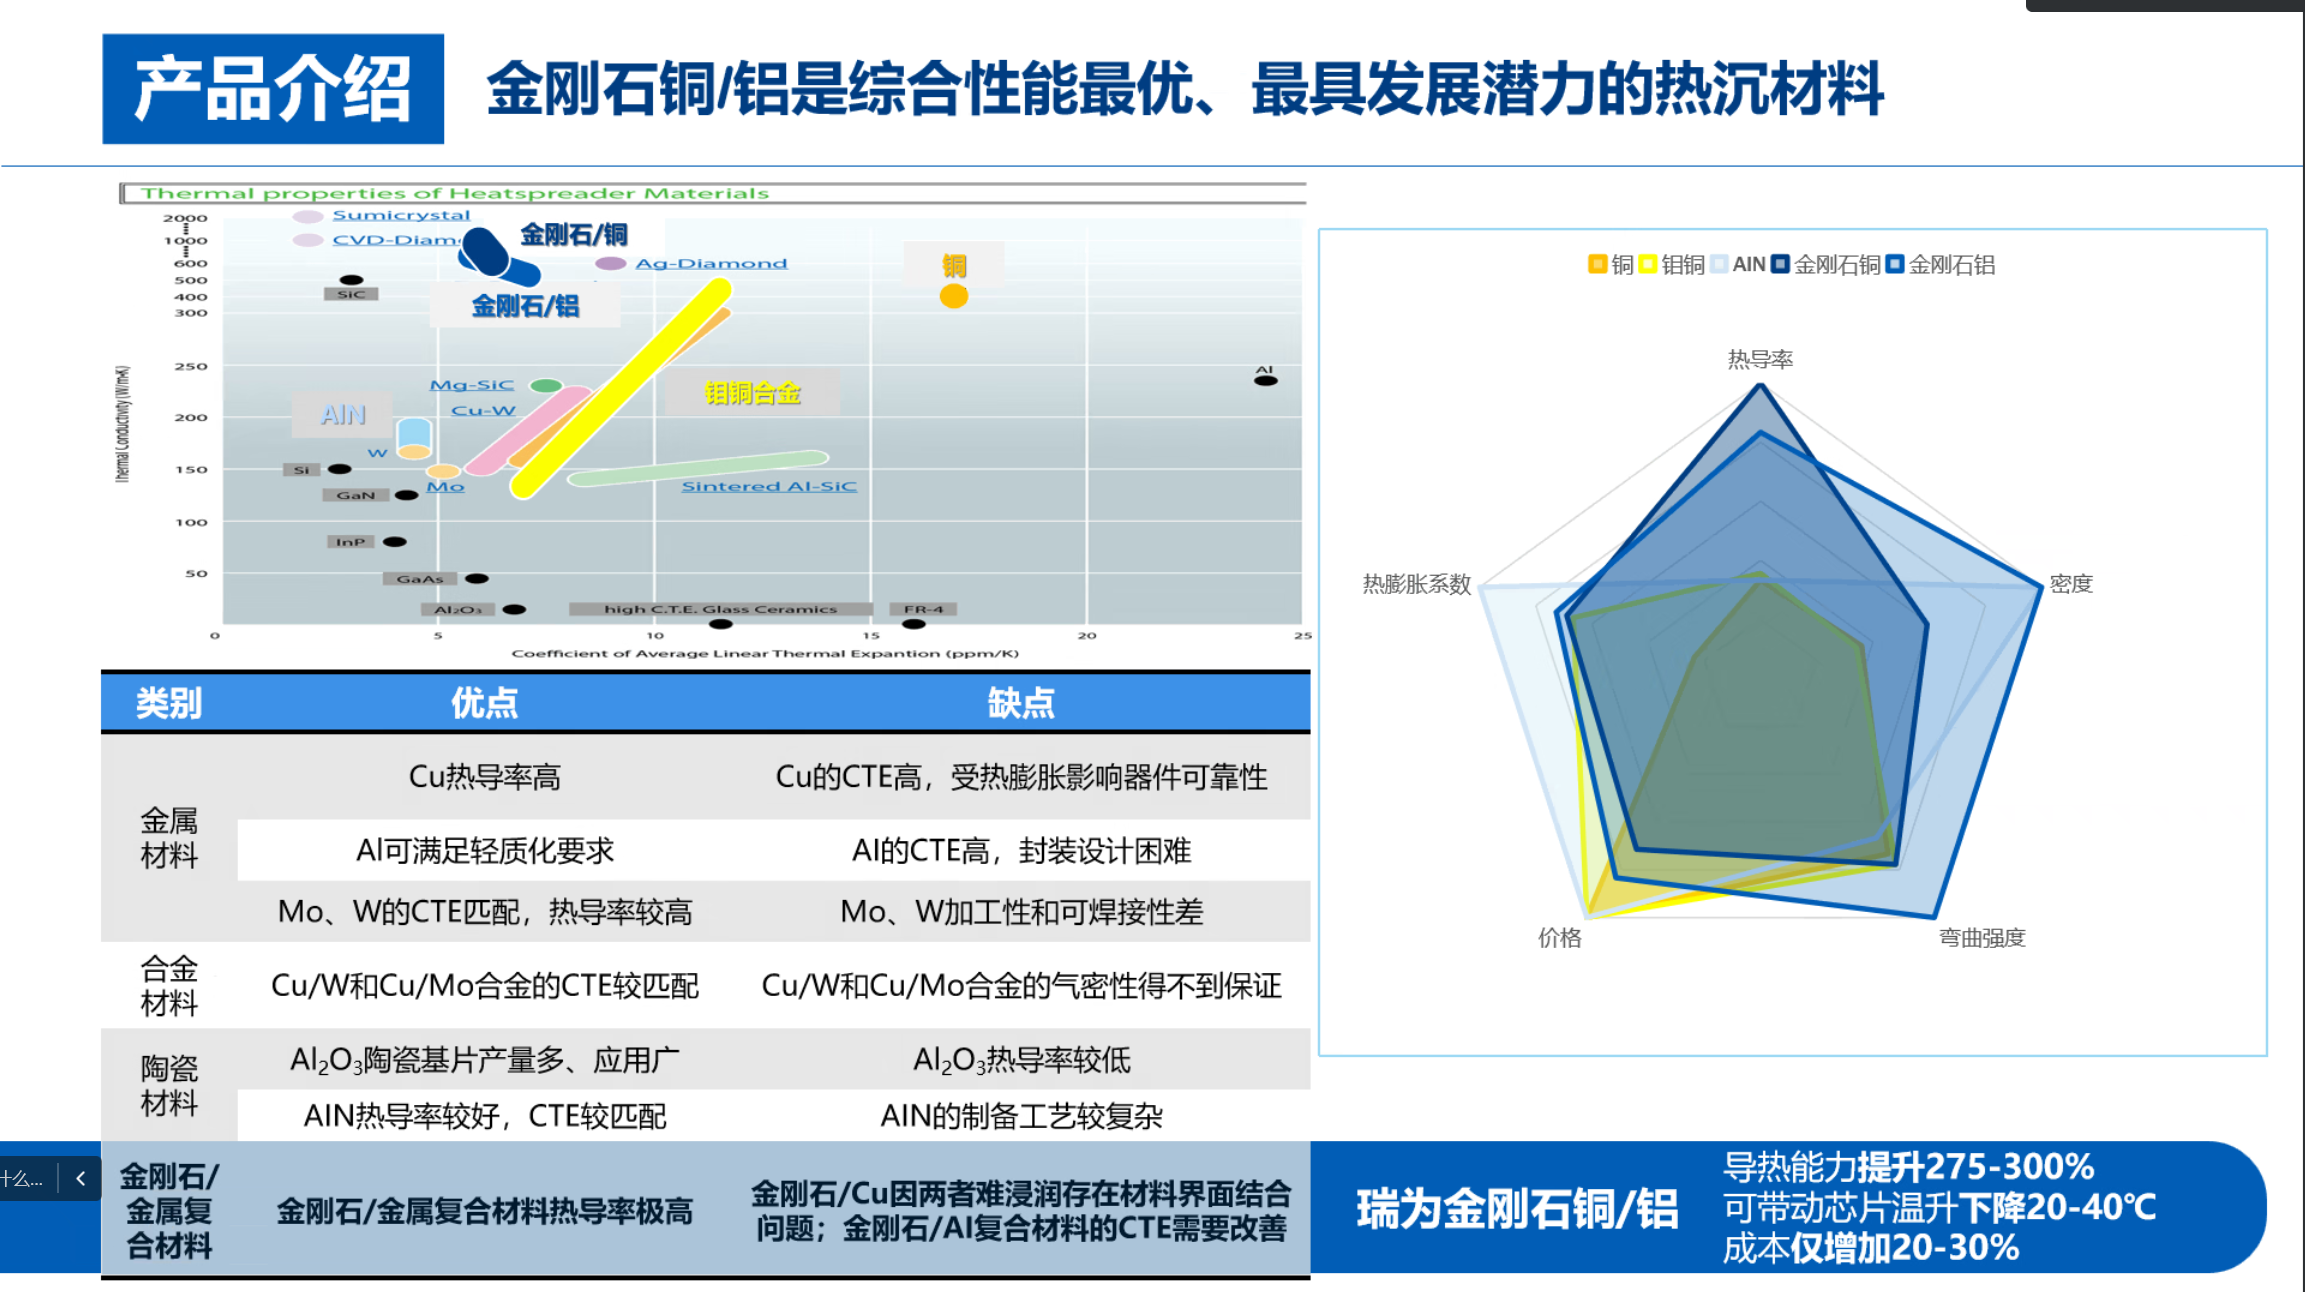 产品介绍
金刚石铜/铝是综合性能最优、最具发展潜力的热沉材料
Thermal properties of Heatspreader Materials
2000
1000
600
500
400
300
250
200
150
100
50
Thermal Conductivity (W/m·K)
Sumicrystal
CVD-Diam
金刚石/铜
Ag-Diamond
金刚石/铝
铜
SiC
Al
Mg-SiC
Cu-W
钼铜合金
AlN
W
Si
Mo
GaN
Sintered Al-SiC
InP
GaAs
Al₂O₃
high C.T.E. Glass Ceramics
FR-4
0
5
10
15
20
25
Coefficient of Average Linear Thermal Expantion (ppm/K)
铜 钼铜 AlN 金刚石铜 金刚石铝
热导率
热膨胀系数
密度
价格
弯曲强度
类别 优点 缺点
金属
材料
Cu热导率高
Cu的CTE高，受热膨胀影响器件可靠性
Al可满足轻质化要求
Al的CTE高，封装设计困难
Mo、W的CTE匹配，热导率较高
Mo、W加工性和可焊接性差
合金
材料
Cu/W和Cu/Mo合金的CTE较匹配
Cu/W和Cu/Mo合金的气密性得不到保证
陶瓷
材料
Al₂O₃陶瓷基片产量多、应用广
Al₂O₃热导率较低
AlN热导率较好，CTE较匹配
AlN的制备工艺较复杂
金刚石/
金属复
合材料
金刚石/金属复合材料热导率极高
金刚石/Cu因两者难浸润存在材料界面结合
问题；金刚石/Al复合材料的CTE需要改善
什么...
瑞为金刚石铜/铝
导热能力提升275-300%
可带动芯片温升下降20-40℃
成本仅增加20-30%